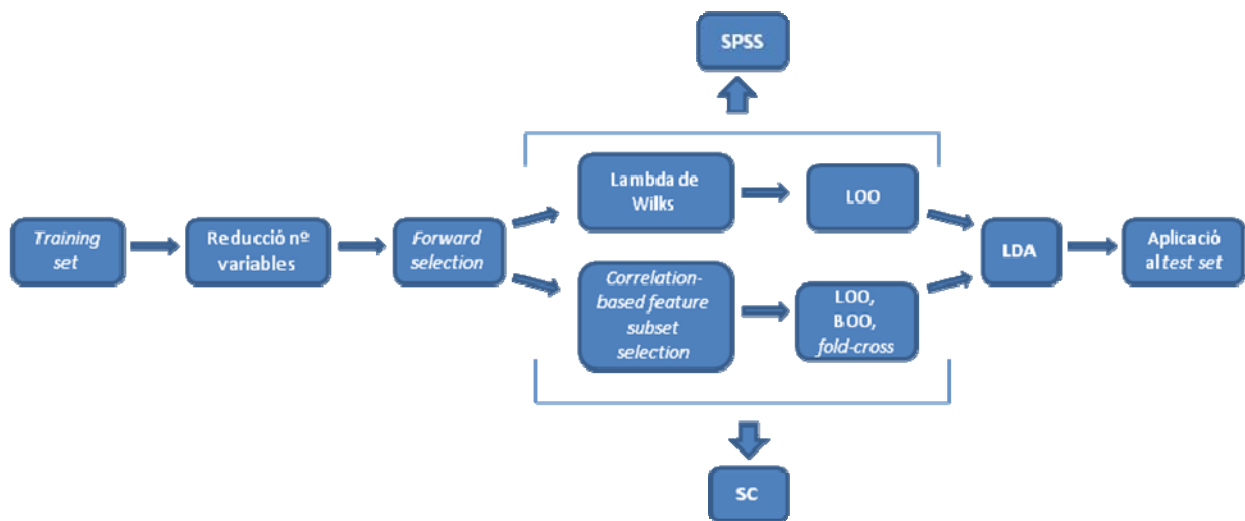 SPSS
Lambda de
Wilks
LOO
Training
set
Reducció nº
variables
Forward
selection
Correlation-
based feature
subset
selection
LOO,
BOO,
fold-cross
LDA
Aplicació
al test set
SC